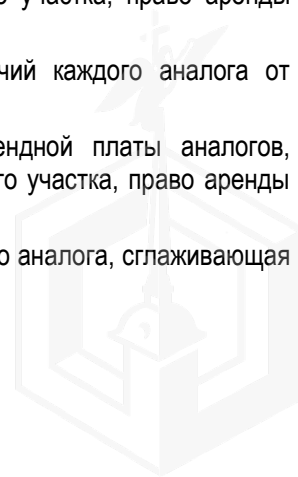 участка, право аренды
чий каждого аналога от
ендной платы аналогов,
го участка, право аренды
о аналога, сглаживающая